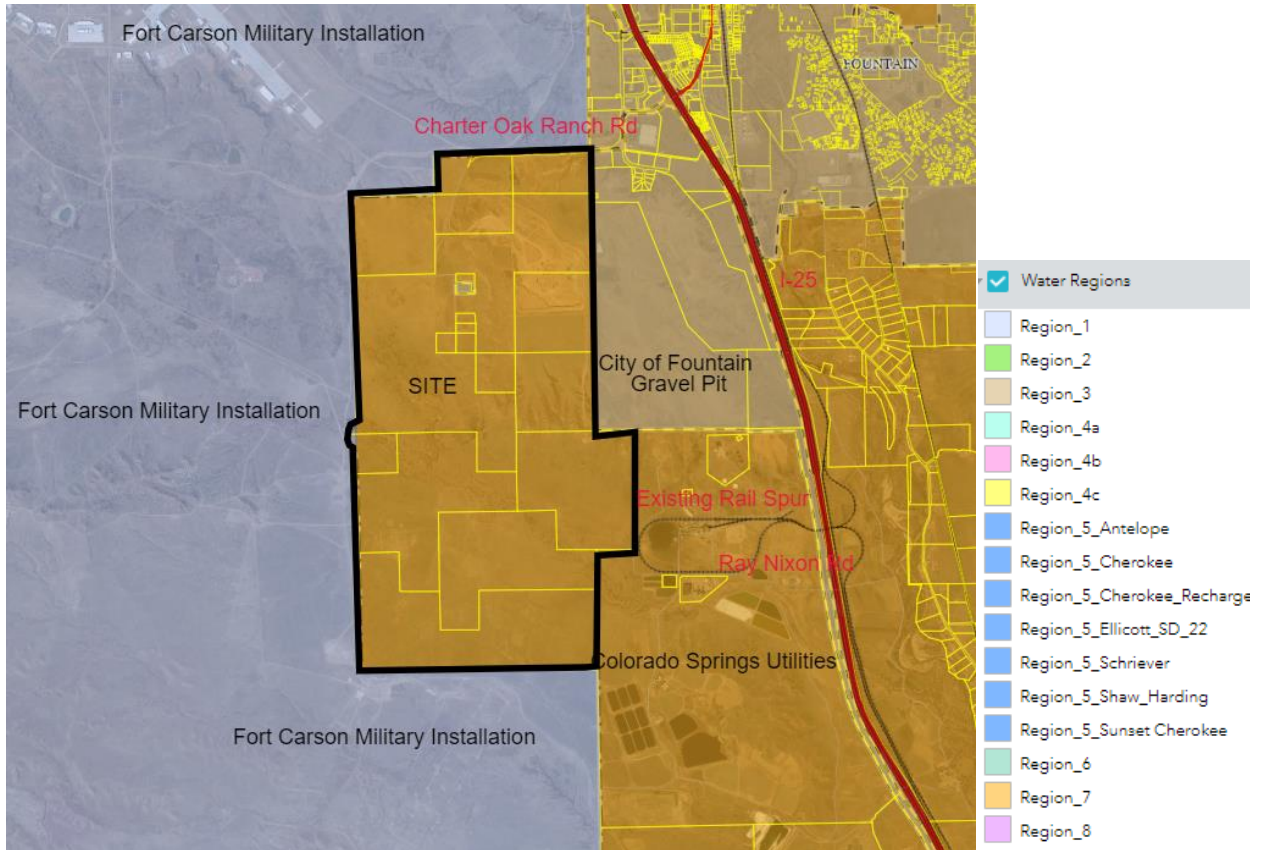 Fort Carson Military Installation
FOUNTAIN
Charter Oak Ranch Rd
I-25
City of Fountain
Gravel Pit
SITE
Fort Carson Military Installation
Existing Rail Spur
Ray Nixon Rd
Colorado Springs Utilities
Fort Carson Military Installation
Water Regions
Region_1
Region_2
Region_3
Region_4a
Region_4b
Region_4c
Region_5_Antelope
Region_5_Cherokee
Region_5_Cherokee_Recharge
Region_5_Ellicott_SD_22
Region_5_Schriever
Region_5_Shaw_Harding
Region_5_Sunset Cherokee
Region_6
Region_7
Region_8